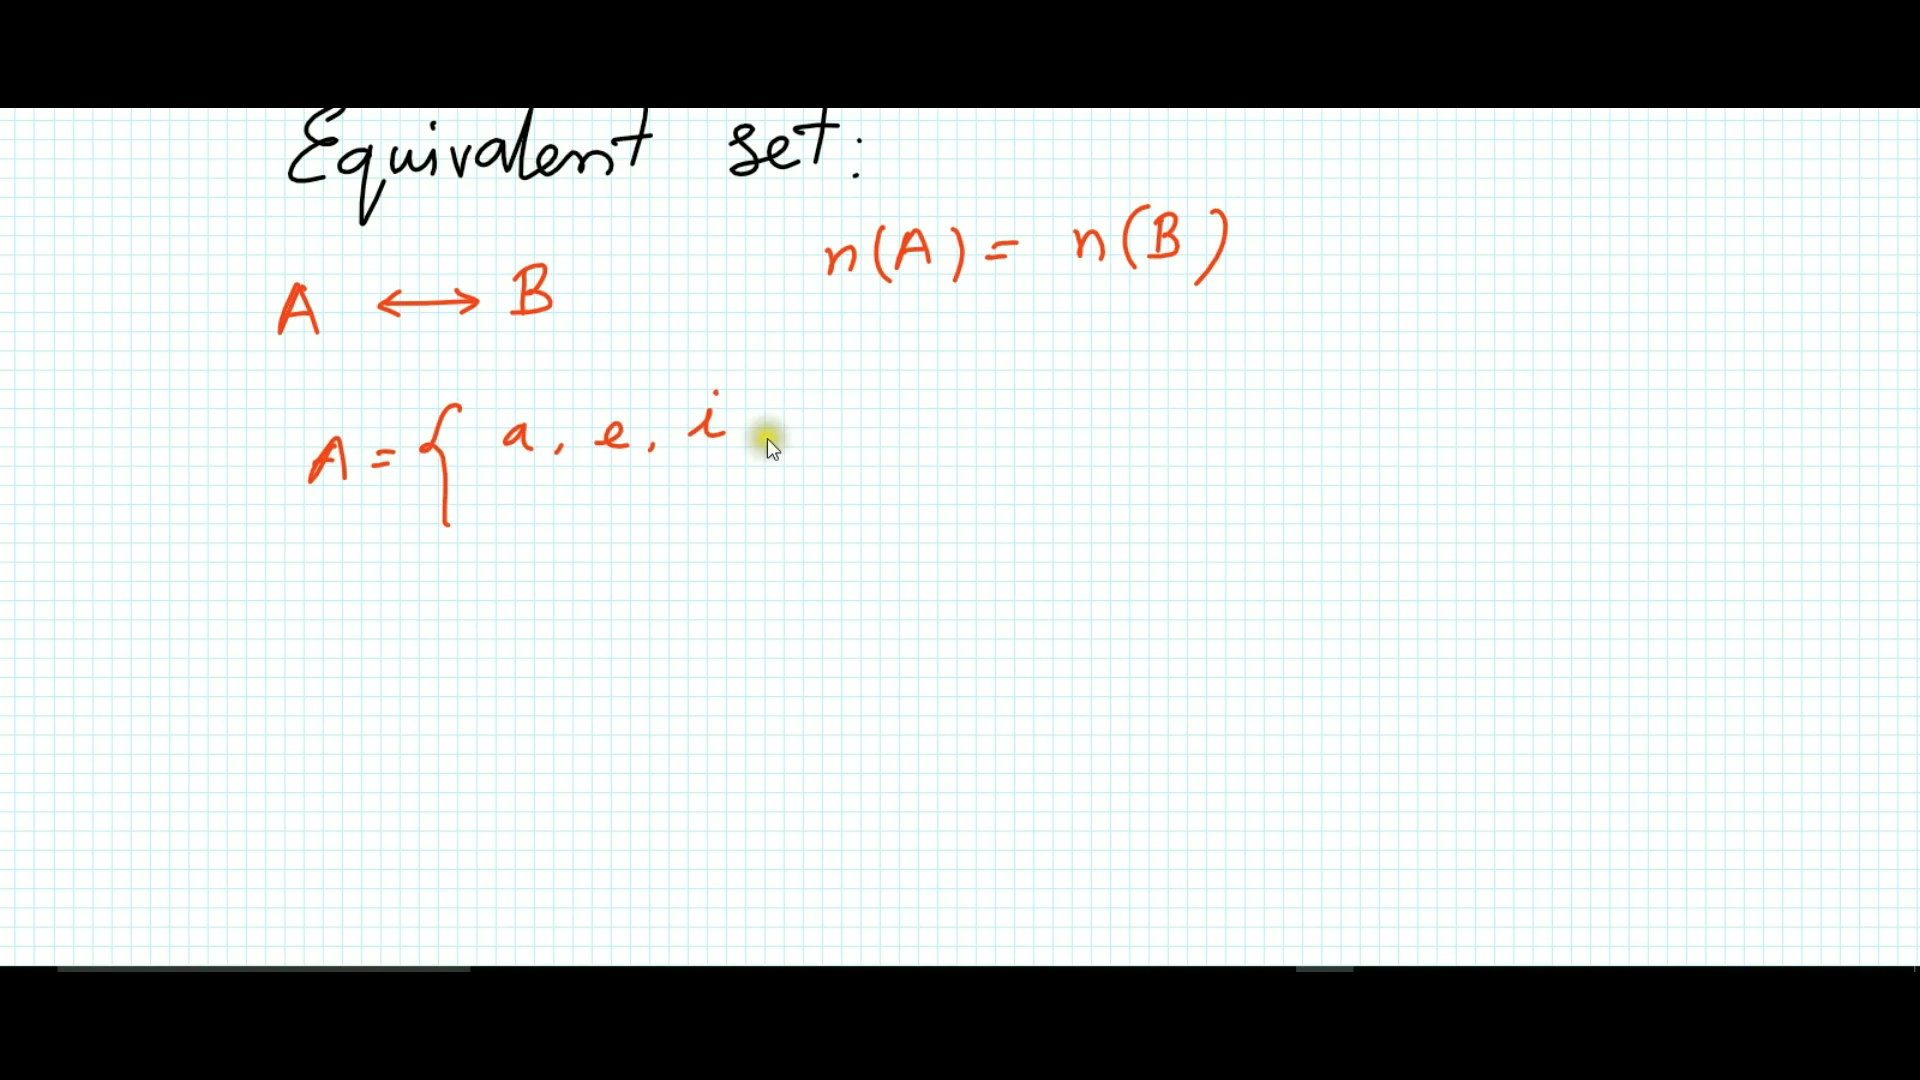 Equivalent set:
n(A) = n(B)
A ↔ B
A = { a, e, i